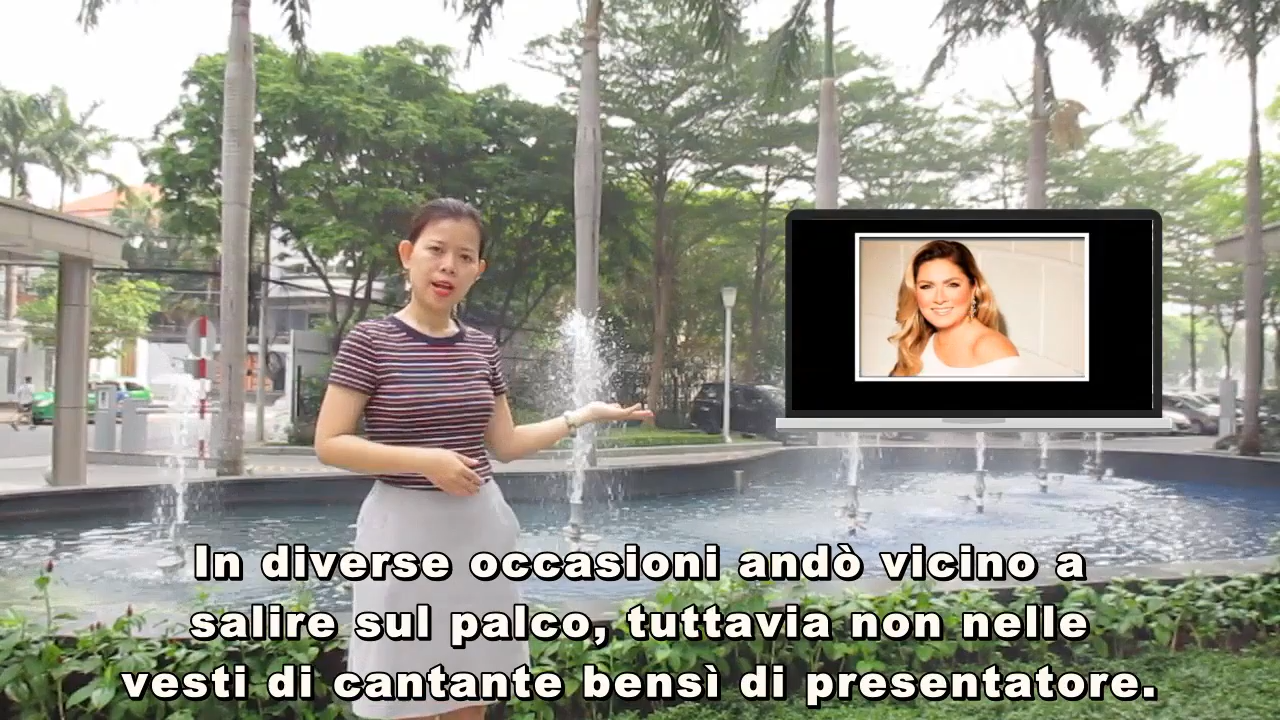 In diverse occasioni andò vicino a
salire sul palco, tuttavia non nelle
vesti di cantante bensì di presentatore.